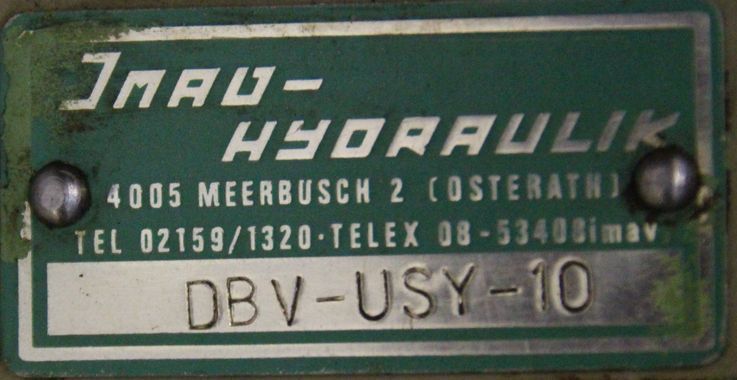 IMAV-
HYDRAULIK
4005 MEERBUSCH 2 (OSTERATH)
TEL 02159/1320·TELEX 08-53408imav
DBV-USY-10